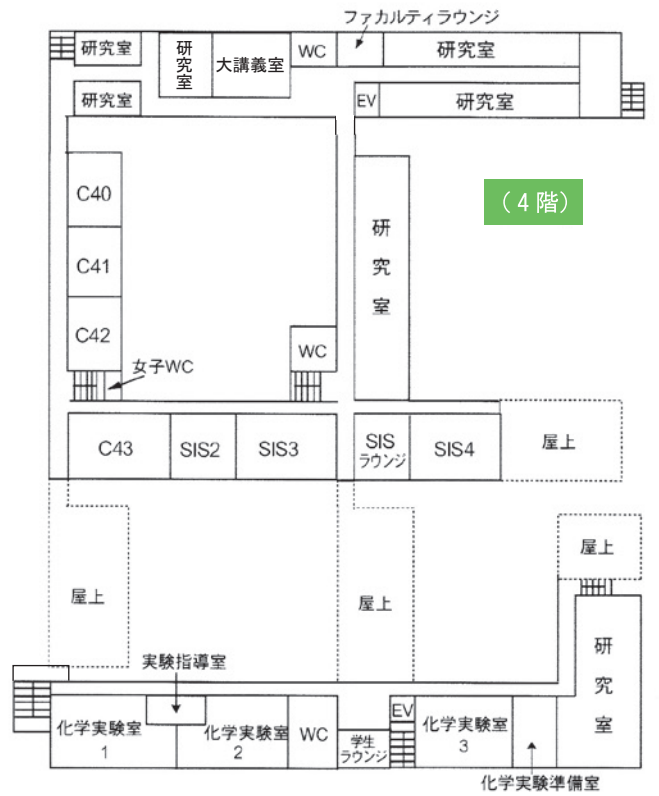 ファカルティラウンジ
研究室
研究室
大講義室
WC
研究室
研究室
EV
研究室
（４階）
C40
研究室
C41
C42
WC
女子WC
C43
SIS2
SIS3
SIS
ラウンジ
SIS4
屋上
屋上
屋上
屋上
実験指導室
研究室
化学実験室
1
化学実験室
2
WC
学生
ラウンジ
EV
化学実験室
3
化学実験準備室